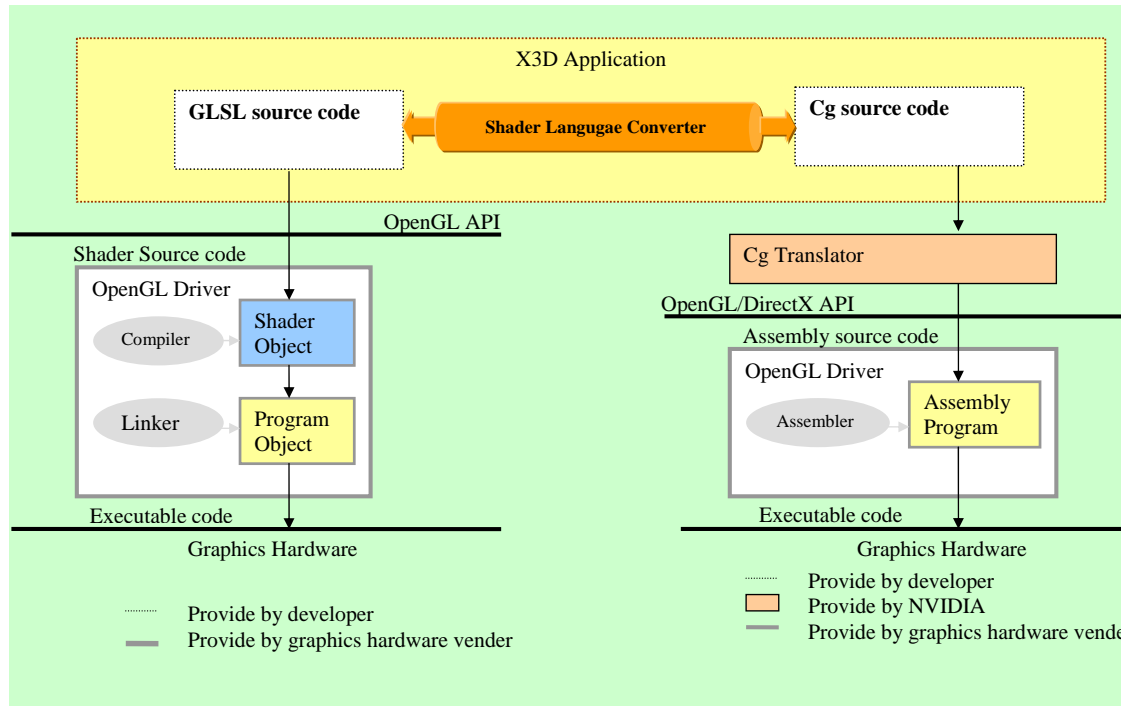 X3D Application
GLSL source code
Shader Langugae Converter
Cg source code
OpenGL API
Shader Source code
OpenGL Driver
Compiler
Shader
Object
Linker
Program
Object
Executable code
Graphics Hardware
Provide by developer
Provide by graphics hardware vender
Cg Translator
OpenGL/DirectX API
Assembly source code
OpenGL Driver
Assembler
Assembly
Program
Executable code
Graphics Hardware
Provide by developer
Provide by NVIDIA
Provide by graphics hardware vende